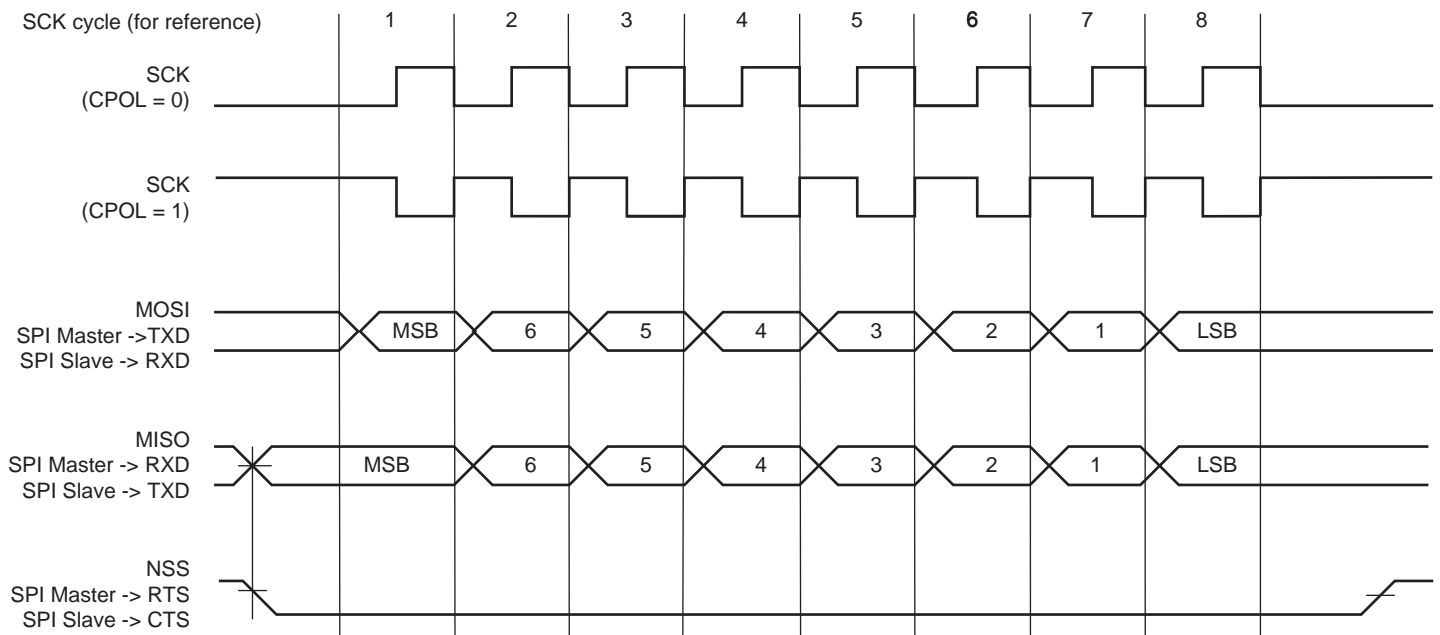 SCK cycle (for reference) 1 2 3 4 5 6 7 8
SCK
(CPOL = 0)
SCK
(CPOL = 1)
MOSI
SPI Master ->TXD
SPI Slave -> RXD
MSB 6 5 4 3 2 1 LSB
MISO
SPI Master -> RXD
SPI Slave -> TXD
MSB 6 5 4 3 2 1 LSB
NSS
SPI Master -> RTS
SPI Slave -> CTS